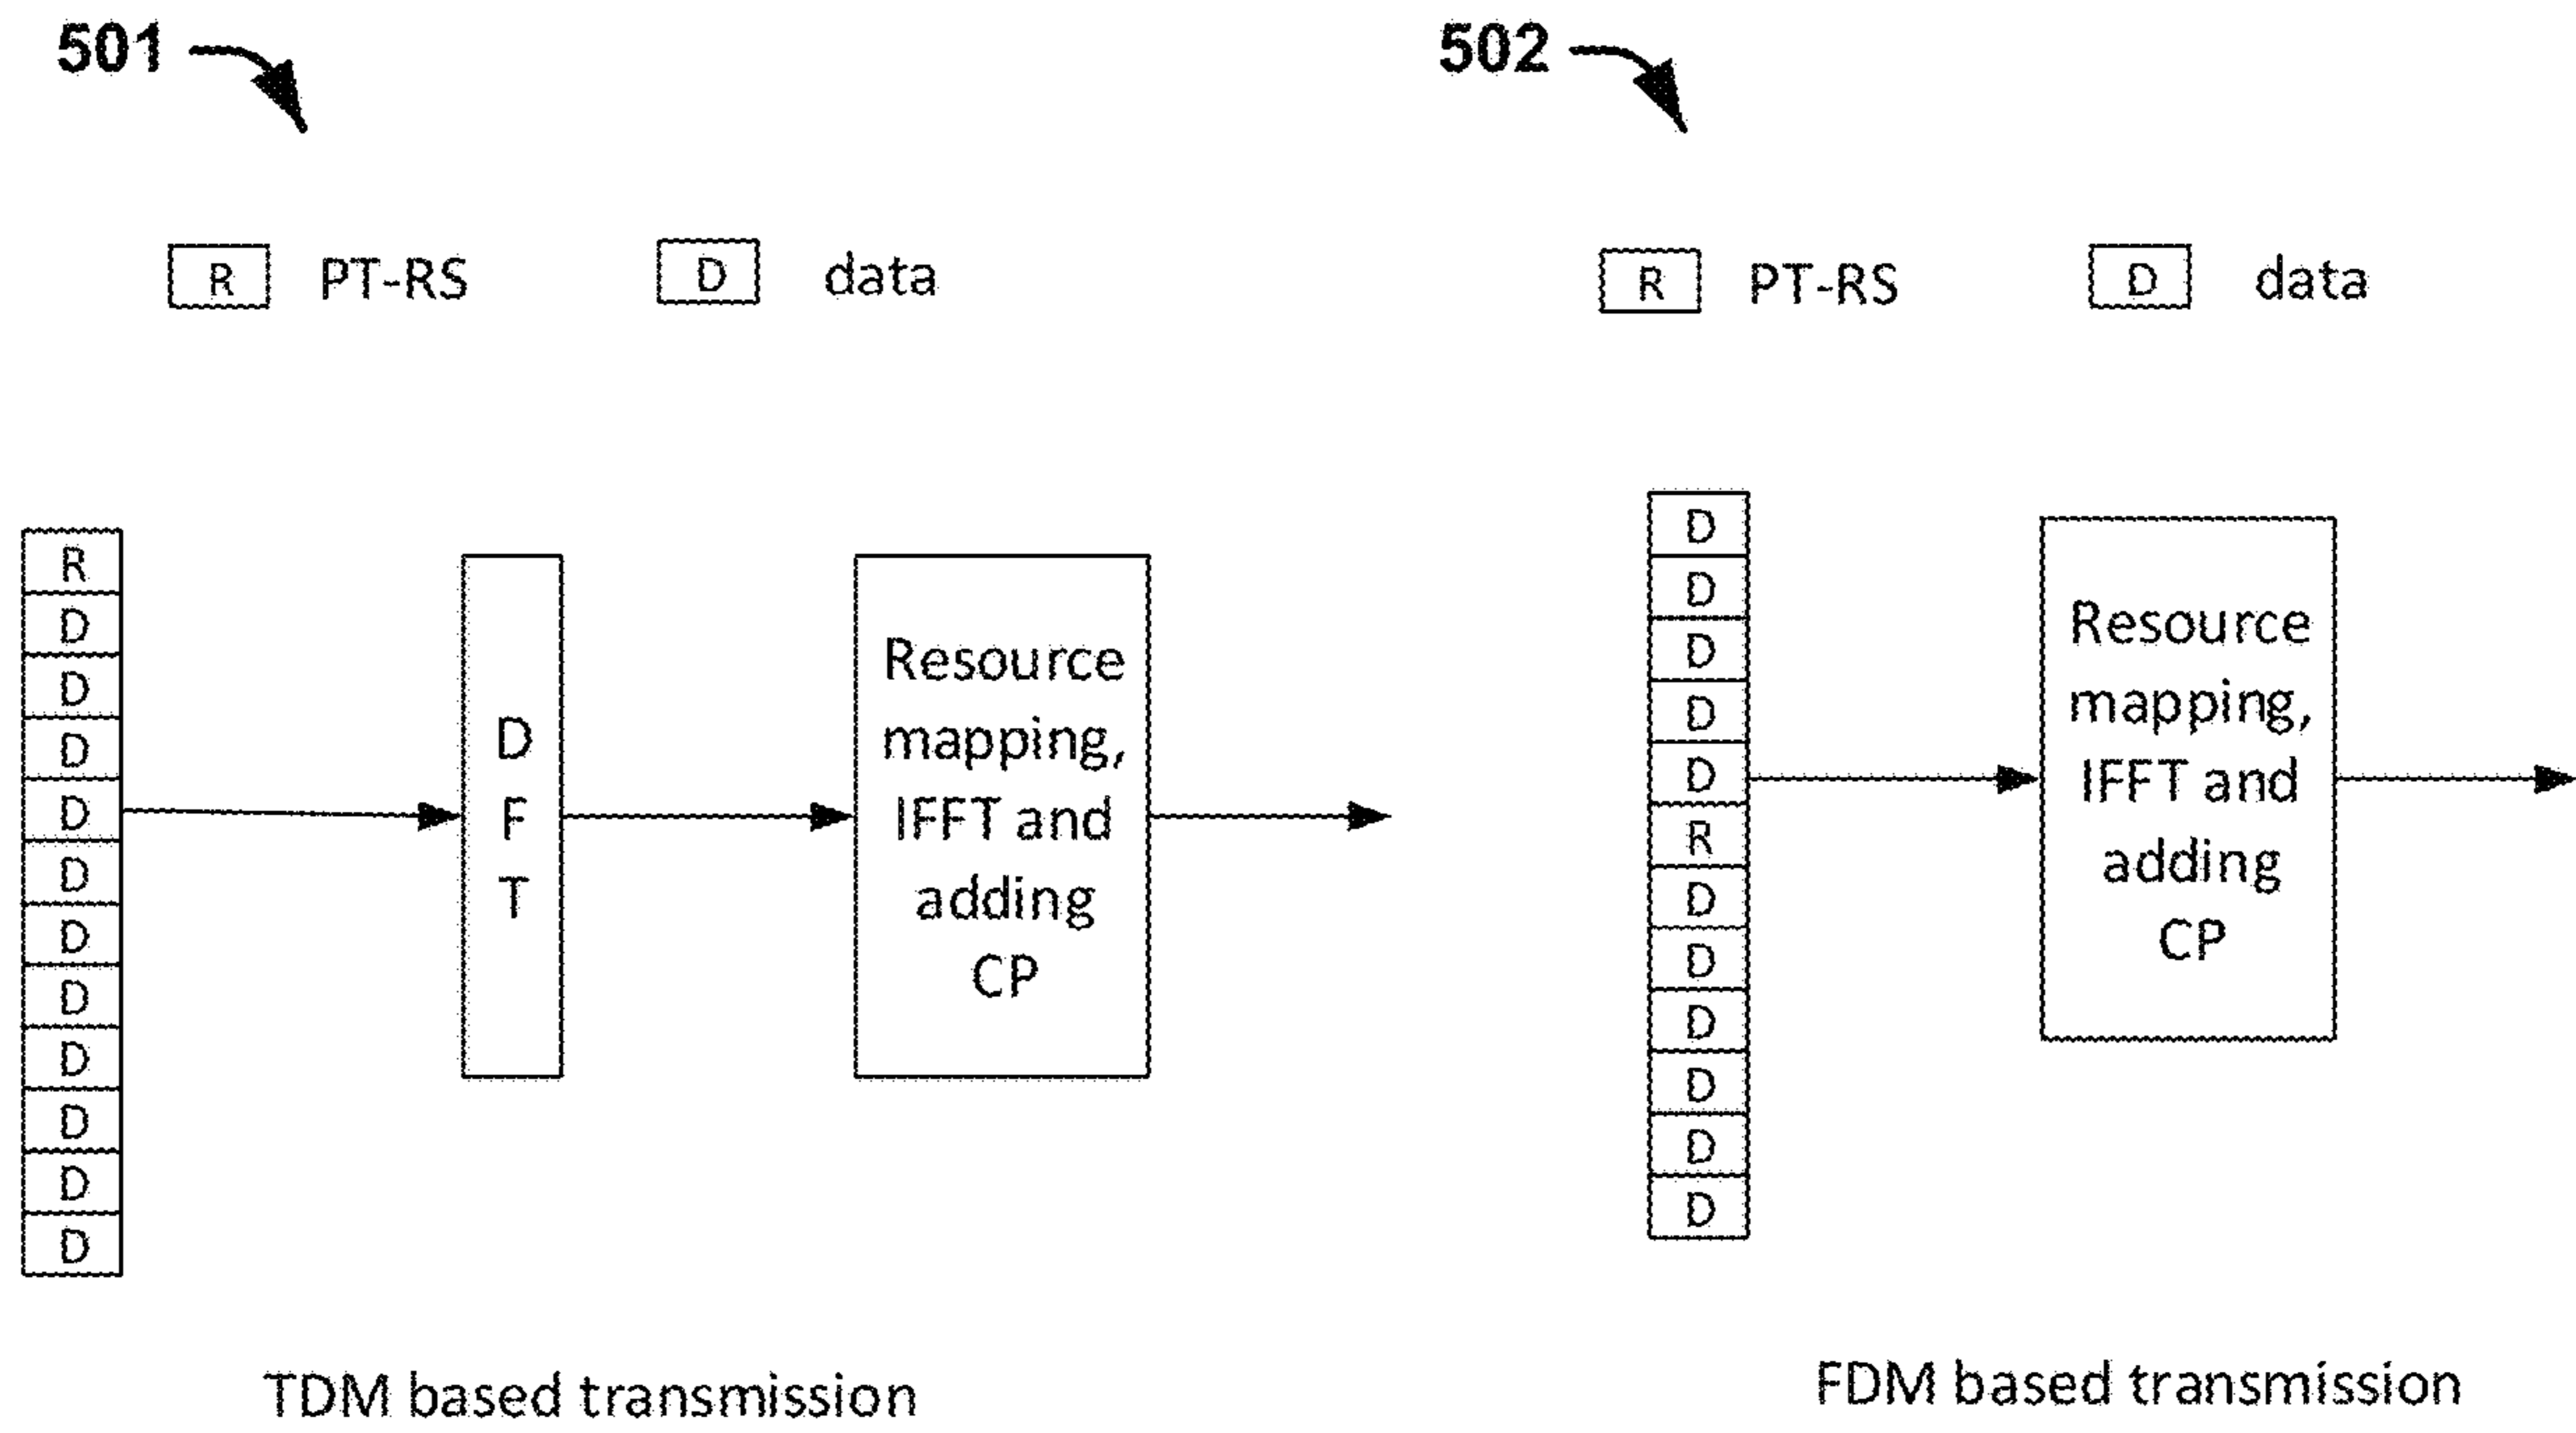 501
R PT-RS D data
R
D
D
D
D
D
D
D
D
D
D
D
D
F
T
Resource
mapping,
IFFT and
adding
CP
TDM based transmission
502
R PT-RS D data
D
D
D
D
D
R
D
D
D
D
D
D
Resource
mapping,
IFFT and
adding
CP
FDM based transmission